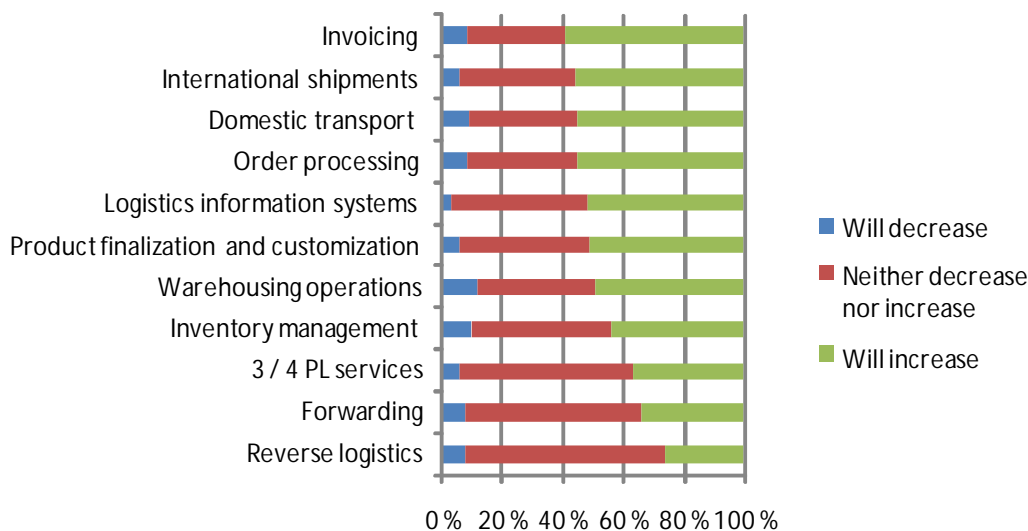 Invoicing
International shipments
Domestic transport
Order processing
Logistics information systems
Product finalization and customization
Warehousing operations
Inventory management
3 / 4 PL services
Forwarding
Reverse logistics
0 % 20 % 40 % 60 % 80 % 100 %
Will decrease
Neither decrease
nor increase
Will increase